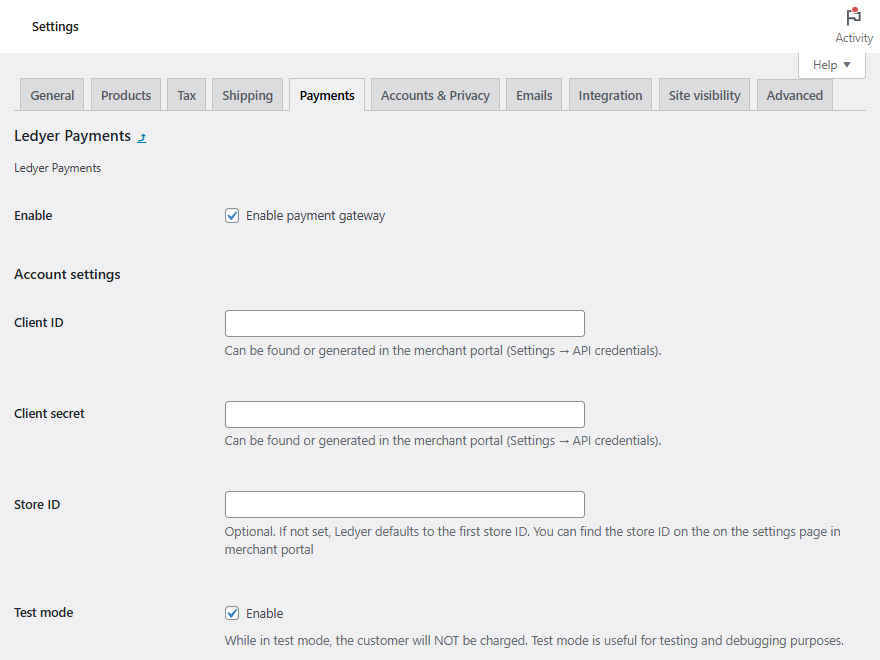 Settings
Activity
Help ▼
General Products Tax Shipping Payments Accounts & Privacy Emails Integration Site visibility Advanced
Ledyer Payments ⤴
Ledyer Payments
Enable Enable payment gateway
Account settings
Client ID
Can be found or generated in the merchant portal (Settings → API credentials).
Client secret
Can be found or generated in the merchant portal (Settings → API credentials).
Store ID
Optional. If not set, Ledyer defaults to the first store ID. You can find the store ID on the on the settings page in
merchant portal
Test mode Enable
While in test mode, the customer will NOT be charged. Test mode is useful for testing and debugging purposes.